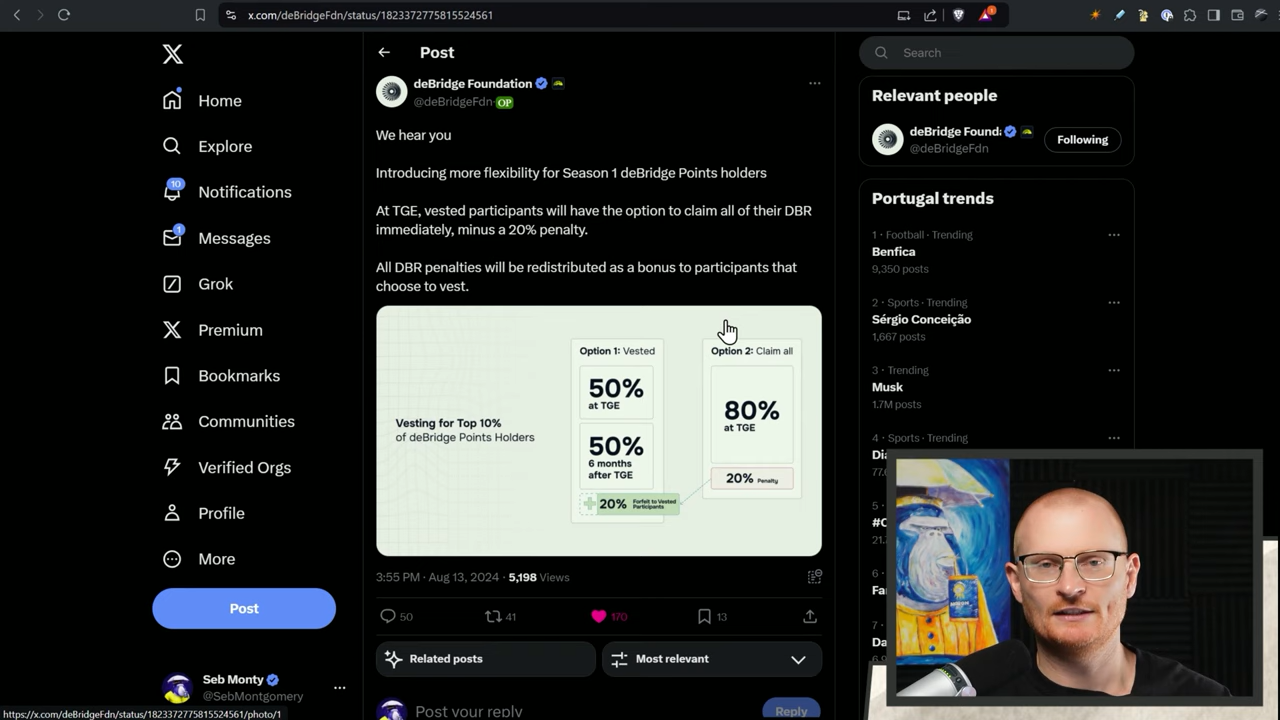 x.com/deBridgeFdn/status/1823372775815524561
Home
Explore
10
Notifications
1
Messages
Grok
Premium
Bookmarks
Communities
Verified Orgs
Profile
More
Post
Seb Monty
@SebMontgomery
https://x.com/deBridgeFdn/status/1823372775815524561/photo/1
Post
deBridge Foundation
@deBridgeFdn OP
We hear you
Introducing more flexibility for Season 1 deBridge Points holders
At TGE, vested participants will have the option to claim all of their DBR
immediately, minus a 20% penalty.
All DBR penalties will be redistributed as a bonus to participants that
choose to vest.
Vesting for Top 10%
of deBridge Points Holders
Option 1: Vested
50%
at TGE
50%
6 months
after TGE
20% Forfeit to Vested
Participants
Option 2: Claim all
80%
at TGE
20% Penalty
3:55 PM · Aug 13, 2024 · 5,198 Views
50
41
170
13
Related posts
Most relevant
Post your reply
Reply
1
Search
Relevant people
deBridge Found
@deBridgeFdn
Following
Portugal trends
1 · Football · Trending
Benfica
9,350 posts
2 · Sports · Trending
Sérgio Conceição
1,667 posts
3 · Trending
Musk
1.7M posts
4 · Sports · Trending
5
6
7